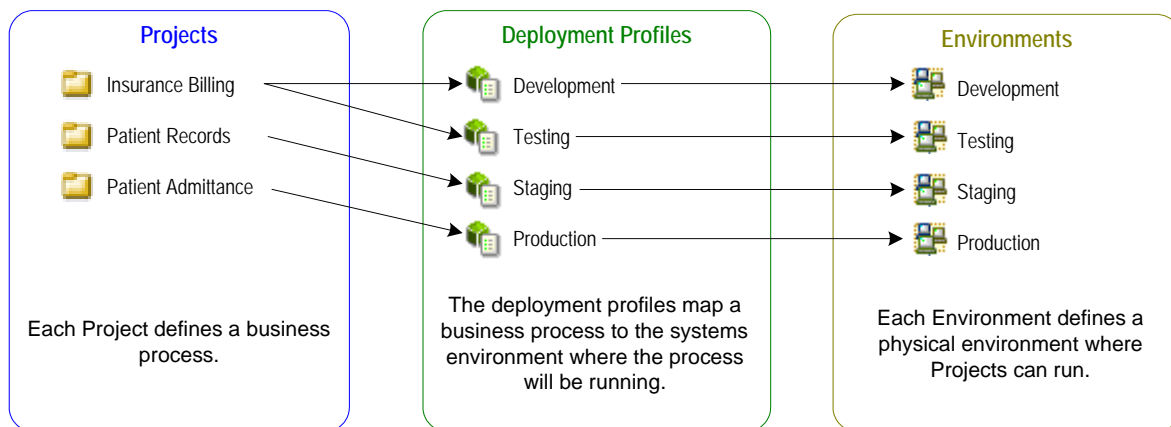 Projects
Insurance Billing
Patient Records
Patient Admittance
Each Project defines a business
process.
Deployment Profiles
Development
Testing
Staging
Production
The deployment profiles map a
business process to the systems
environment where the process
will be running.
Environments
Development
Testing
Staging
Production
Each Environment defines a
physical environment where
Projects can run.